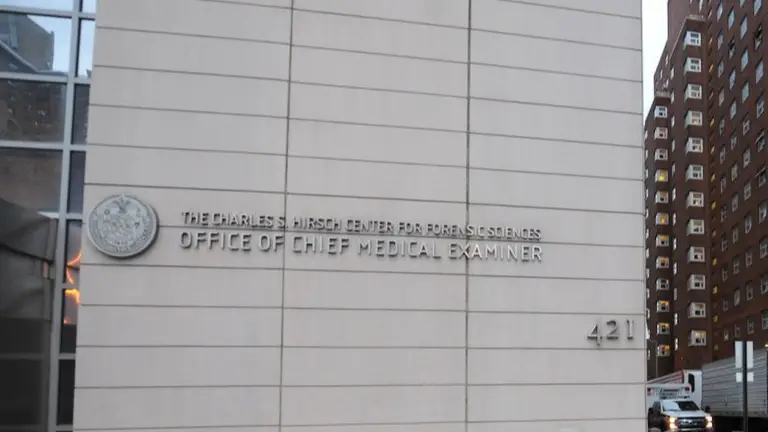 THE CHARLES S. HIRSCH CENTER FOR FORENSIC SCIENCES
OFFICE OF CHIEF MEDICAL EXAMINER
421